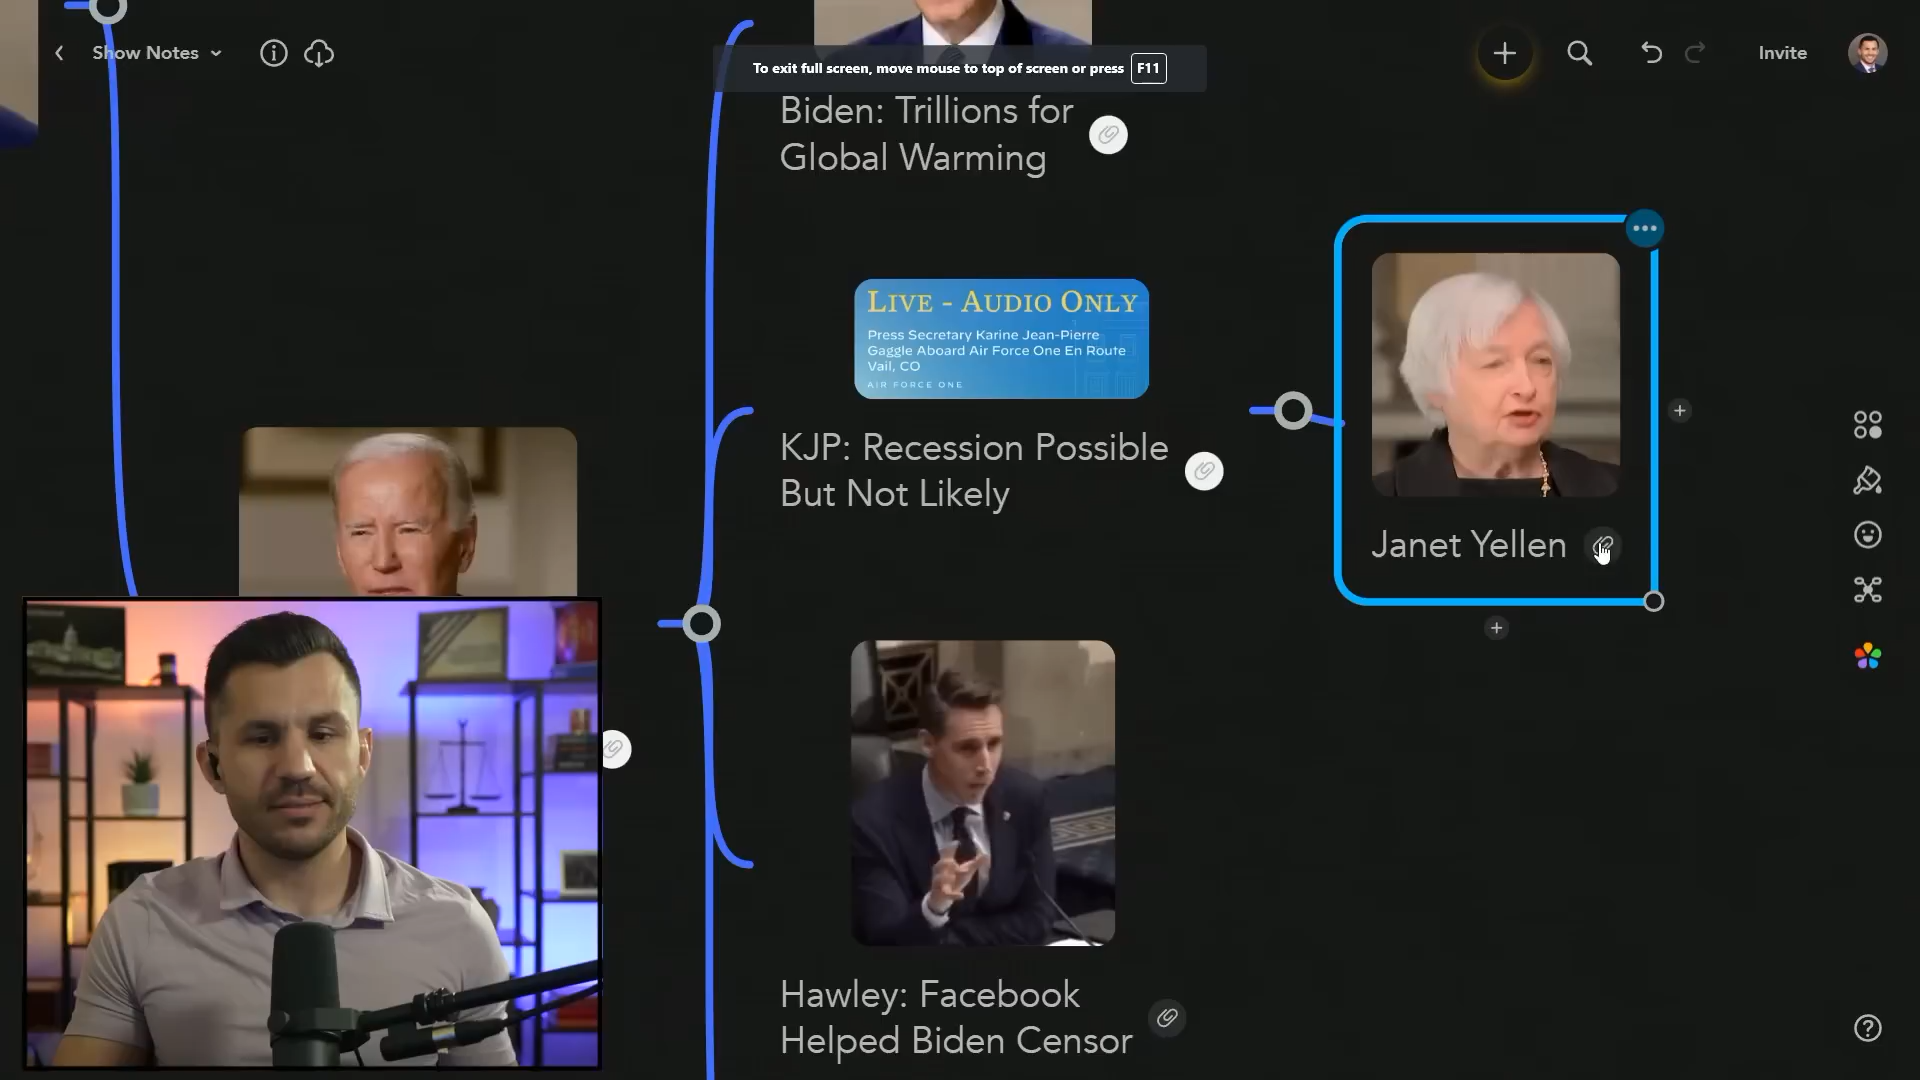 Show Notes
Invite
To exit full screen, move mouse to top of screen or press F11
Biden: Trillions for
Global Warming
LIVE - AUDIO ONLY
Press Secretary Karine Jean-Pierre
Gaggle Aboard Air Force One En Route
Vail, CO
AIR FORCE ONE
KJP: Recession Possible
But Not Likely
Janet Yellen
Hawley: Facebook
Helped Biden Censor